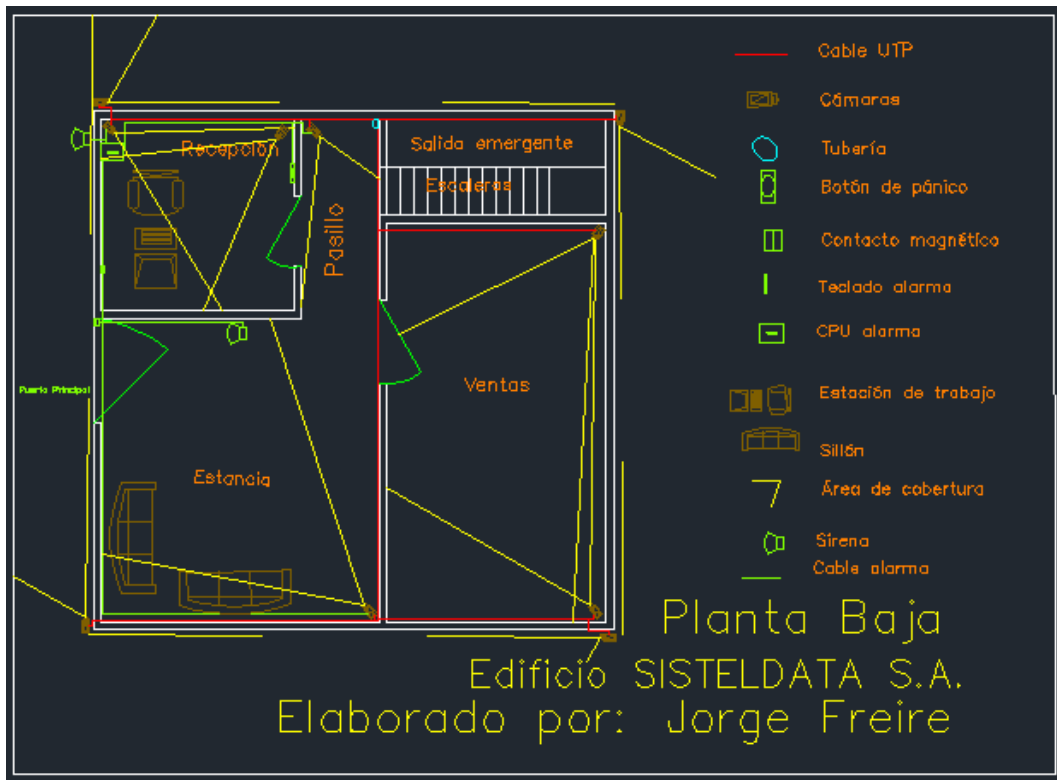 Cable UTP
Cámaras
Tubería
Botón de pánico
Contacto magnético
Teclado alarma
CPU alarma
Estación de trabajo
Sillón
Área de cobertura
Sirena
Cable alarma
Recepción
Salida emergente
Escaleras
Pasillo
Puerta Principal
Ventas
Estancia
Planta Baja
Edificio SISTELDATA S.A.
Elaborado por: Jorge Freire